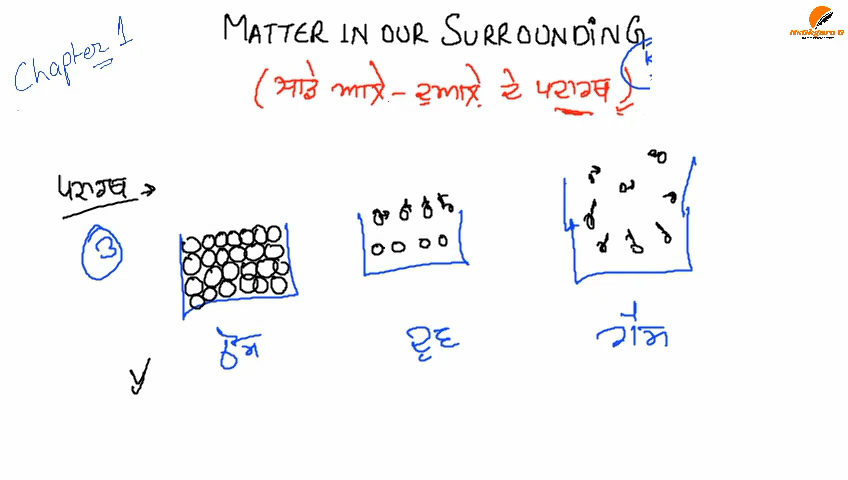 Chapter 1
MATTER IN OUR SURROUNDING
(ਸਾਡੇ ਆਲੇ-ਦੁਆਲੇ ਦੇ ਪਦਾਰਥ)
ਪਦਾਰਥ →
3
ਠੋਸ ਦ੍ਰਵ ਗੈਸ